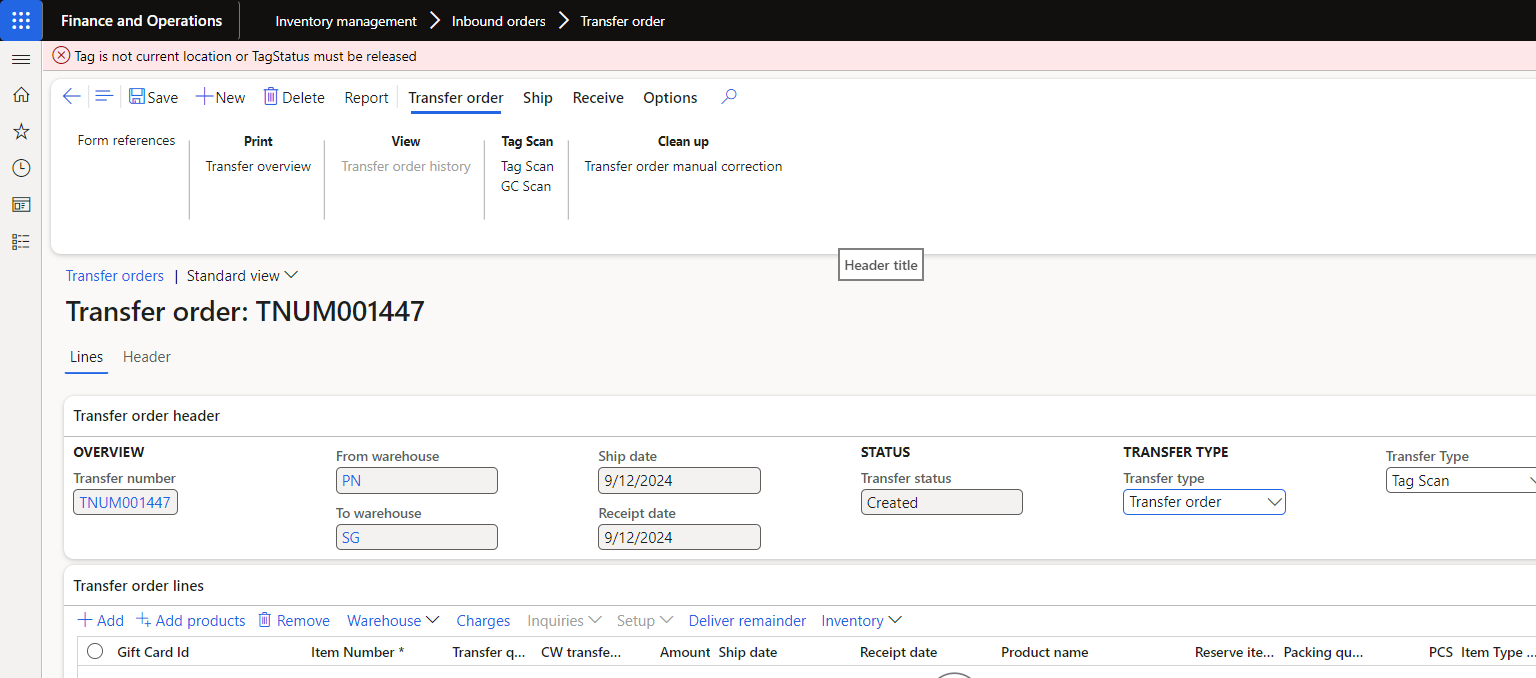 Finance and Operations
Inventory management > Inbound orders > Transfer order
Tag is not current location or TagStatus must be released
Save New Delete Report Transfer order Ship Receive Options
Form references
Print
Transfer overview
View
Transfer order history
Tag Scan
Tag Scan
GC Scan
Clean up
Transfer order manual correction
Header title
Transfer orders | Standard view
Transfer order: TNUM001447
Lines Header
Transfer order header
OVERVIEW
Transfer number
TNUM001447
From warehouse
PN
To warehouse
SG
Ship date
9/12/2024
Receipt date
9/12/2024
STATUS
Transfer status
Created
TRANSFER TYPE
Transfer type
Transfer order
Transfer Type
Tag Scan
Transfer order lines
Add Add products Remove Warehouse Charges Inquiries Setup Deliver remainder Inventory
Gift Card Id Item Number * Transfer q... CW transfe... Amount Ship date Receipt date Product name Reserve ite... Packing qu... PCS Item Type ...